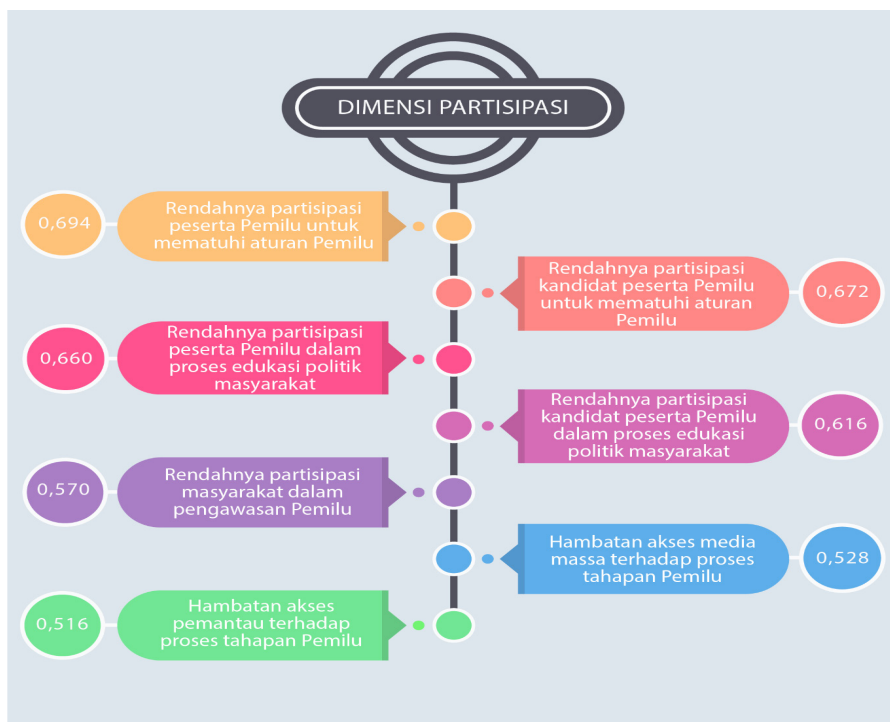 DIMENSI PARTISIPASI
0,694
Rendahnya partisipasi
peserta Pemilu untuk
mematuhi aturan Pemilu
Rendahnya partisipasi
kandidat peserta Pemilu
untuk mematuhi aturan
Pemilu
0,672
0,660
Rendahnya partisipasi
peserta Pemilu dalam
proses edukasi politik
masyarakat
Rendahnya partisipasi
kandidat peserta Pemilu
dalam proses edukasi
politik masyarakat
0,616
0,570
Rendahnya partisipasi
masyarakat dalam
pengawasan Pemilu
Hambatan akses media
massa terhadap proses
tahapan Pemilu
0,528
0,516
Hambatan akses
pemantau terhadap
proses tahapan Pemilu